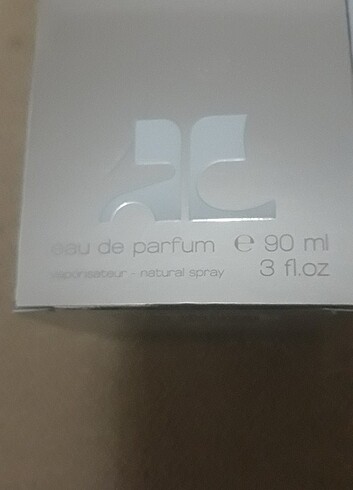 eau de parfum ℮ 90 ml
vaporisateur - natural spray 3 fl.oz